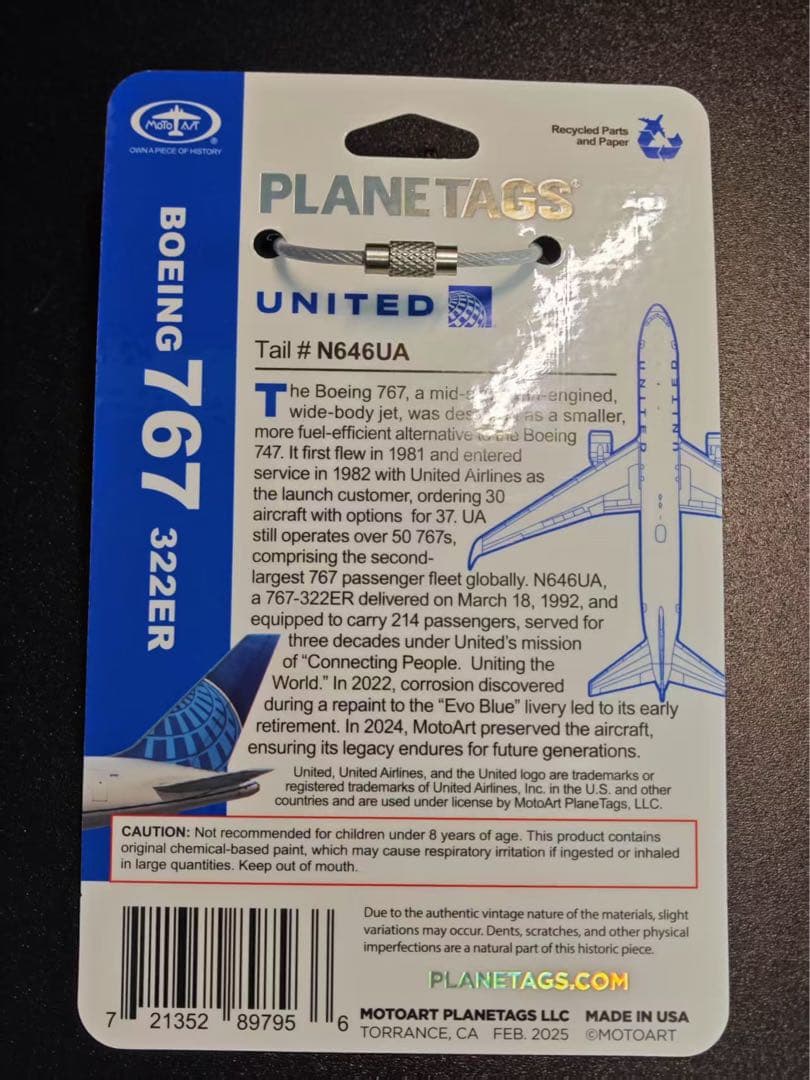 MOTO ART
®
OWN A PIECE OF HISTORY
Recycled Parts
and Paper
PLANETAGS®
UNITED
Tail # N646UA
BOEING 767 322ER
The Boeing 767, a mid- -engined,
wide-body jet, was as a smaller,
more fuel-efficient alternative to the Boeing
747. It first flew in 1981 and entered
service in 1982 with United Airlines as
the launch customer, ordering 30
aircraft with options for 37. UA
still operates over 50 767s,
comprising the second-
largest 767 passenger fleet globally. N646UA,
a 767-322ER delivered on March 18, 1992, and
equipped to carry 214 passengers, served for
three decades under United's mission
of “Connecting People. Uniting the
World.” In 2022, corrosion discovered
during a repaint to the “Evo Blue” livery led to its early
retirement. In 2024, MotoArt preserved the aircraft,
ensuring its legacy endures for future generations.
UNITED
UNITED
United, United Airlines, and the United logo are trademarks or
registered trademarks of United Airlines, Inc. in the U.S. and other
countries and are used under license by MotoArt PlaneTags, LLC.
CAUTION: Not recommended for children under 8 years of age. This product contains
original chemical-based paint, which may cause respiratory irritation if ingested or inhaled
in large quantities. Keep out of mouth.
Due to the authentic vintage nature of the materials, slight
variations may occur. Dents, scratches, and other physical
imperfections are a natural part of this historic piece.
PLANETAGS.COM
7 21352 89795 6
MOTOART PLANETAGS LLC MADE IN USA
TORRANCE, CA FEB. 2025 ©MOTOART